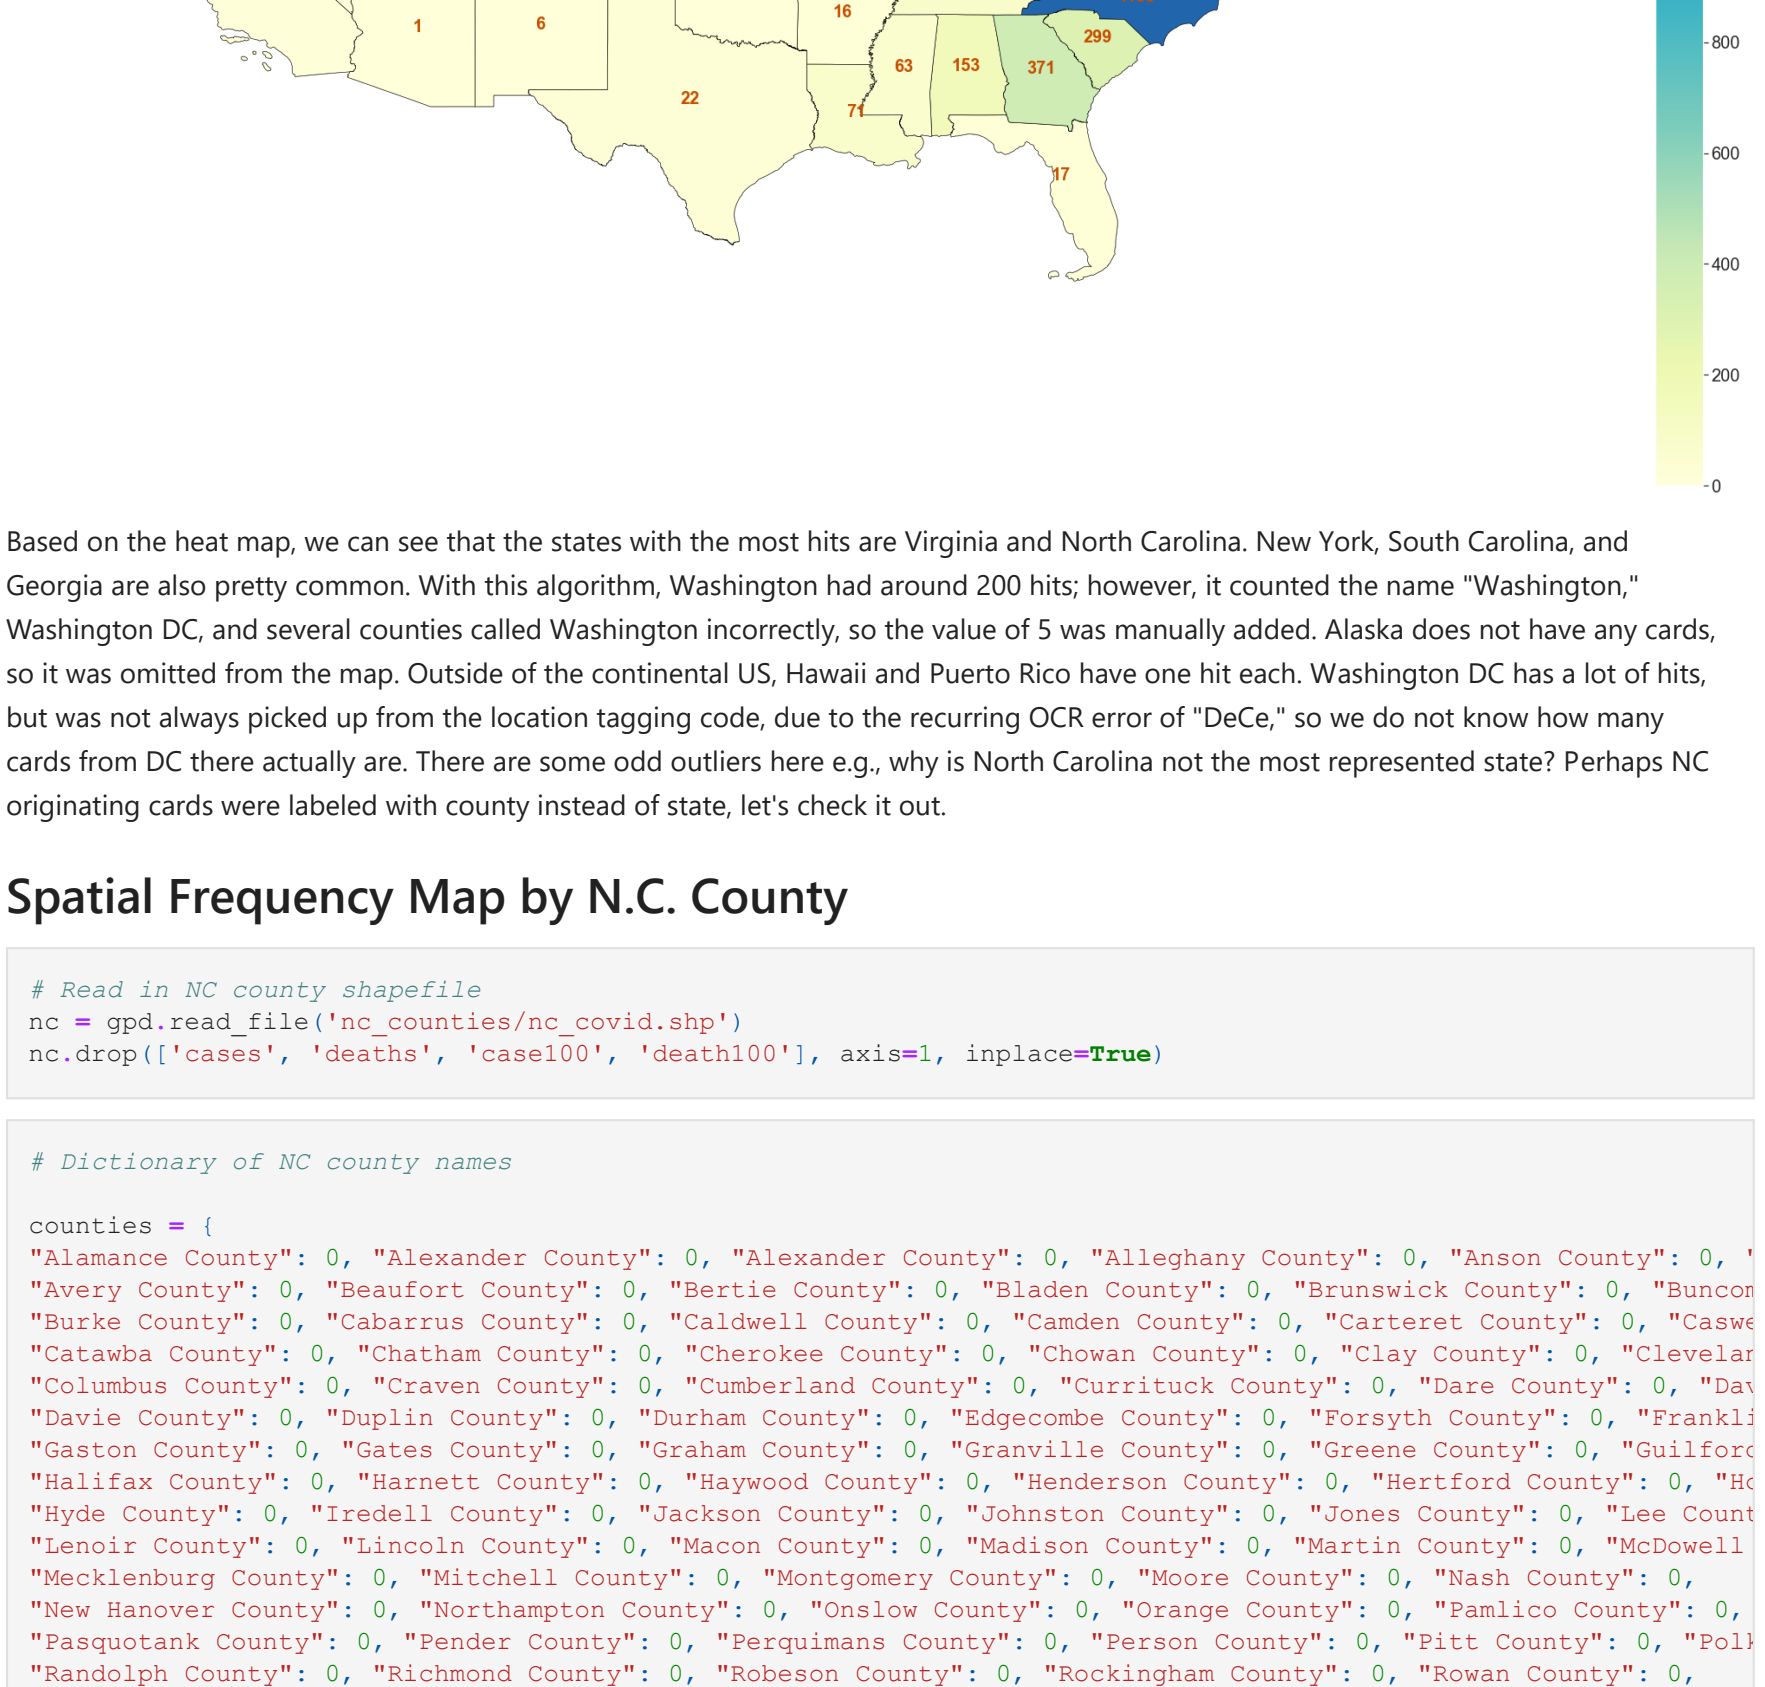 16
1
6
299
800
63
153
371
22
71
600
17
400
200
0
Based on the heat map, we can see that the states with the most hits are Virginia and North Carolina. New York, South Carolina, and
Georgia are also pretty common. With this algorithm, Washington had around 200 hits; however, it counted the name "Washington,"
Washington DC, and several counties called Washington incorrectly, so the value of 5 was manually added. Alaska does not have any cards,
so it was omitted from the map. Outside of the continental US, Hawaii and Puerto Rico have one hit each. Washington DC has a lot of hits,
but was not always picked up from the location tagging code, due to the recurring OCR error of "DeCe," so we do not know how many
cards from DC there actually are. There are some odd outliers here e.g., why is North Carolina not the most represented state? Perhaps NC
originating cards were labeled with county instead of state, let's check it out.
Spatial Frequency Map by N.C. County
# Read in NC county shapefile
nc = gpd.read_file('nc_counties/nc_covid.shp')
nc.drop(['cases', 'deaths', 'case100', 'death100'], axis=1, inplace=True)
# Dictionary of NC county names
counties = {
"Alamance County": 0, "Alexander County": 0, "Alexander County": 0, "Alleghany County": 0, "Anson County": 0, "
"Avery County": 0, "Beaufort County": 0, "Bertie County": 0, "Bladen County": 0, "Brunswick County": 0, "Buncom
"Burke County": 0, "Cabarrus County": 0, "Caldwell County": 0, "Camden County": 0, "Carteret County": 0, "Caswe
"Catawba County": 0, "Chatham County": 0, "Cherokee County": 0, "Chowan County": 0, "Clay County": 0, "Clevelan
"Columbus County": 0, "Craven County": 0, "Cumberland County": 0, "Currituck County": 0, "Dare County": 0, "Dav
"Davie County": 0, "Duplin County": 0, "Durham County": 0, "Edgecombe County": 0, "Forsyth County": 0, "Frankli
"Gaston County": 0, "Gates County": 0, "Graham County": 0, "Granville County": 0, "Greene County": 0, "Guilford
"Halifax County": 0, "Harnett County": 0, "Haywood County": 0, "Henderson County": 0, "Hertford County": 0, "Ho
"Hyde County": 0, "Iredell County": 0, "Jackson County": 0, "Johnston County": 0, "Jones County": 0, "Lee Count
"Lenoir County": 0, "Lincoln County": 0, "Macon County": 0, "Madison County": 0, "Martin County": 0, "McDowell
"Mecklenburg County": 0, "Mitchell County": 0, "Montgomery County": 0, "Moore County": 0, "Nash County": 0,
"New Hanover County": 0, "Northampton County": 0, "Onslow County": 0, "Orange County": 0, "Pamlico County": 0,
"Pasquotank County": 0, "Pender County": 0, "Perquimans County": 0, "Person County": 0, "Pitt County": 0, "Polk
"Randolph County": 0, "Richmond County": 0, "Robeson County": 0, "Rockingham County": 0, "Rowan County": 0,